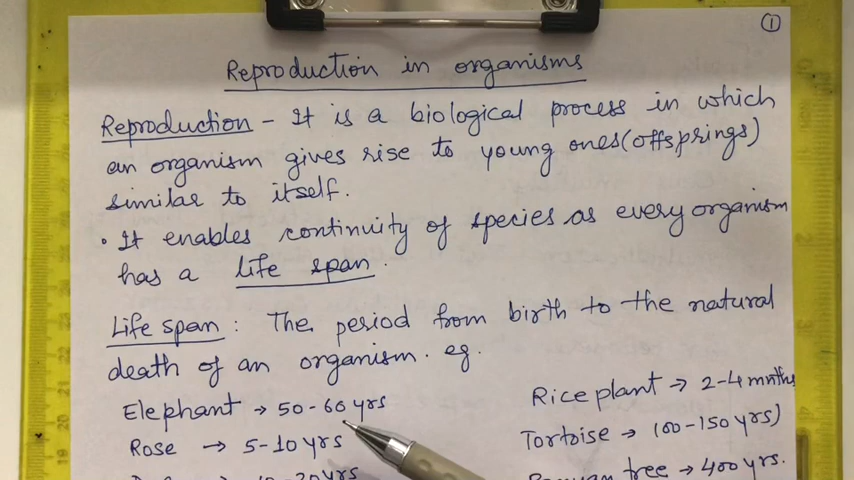 1
Reproduction in organisms
Reproduction - It is a biological process in which
an organism gives rise to young ones (offsprings)
similar to itself.
• It enables continuity of species as every organism
has a life span.
Life span : The period from birth to the natural
death of an organism. eg.
Elephant → 50-60 yrs
Rice plant → 2-4 mnths
Rose → 5-10 yrs
Tortoise → 100-150 yrs)
tree → 400 yrs.
20 yrs